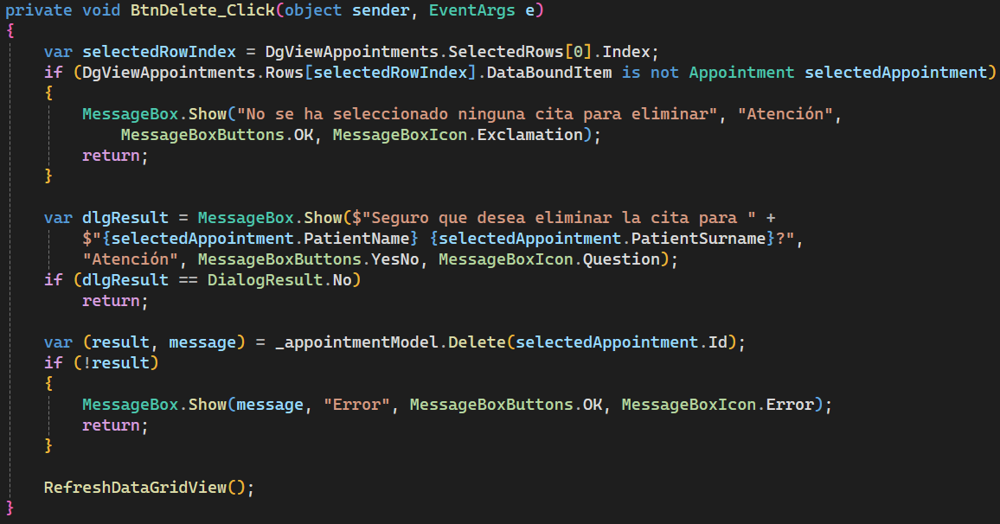 private void BtnDelete_Click(object sender, EventArgs e)
{
    var selectedRowIndex = DgViewAppointments.SelectedRows[0].Index;
    if (DgViewAppointments.Rows[selectedRowIndex].DataBoundItem is not Appointment selectedAppointment)
    {
        MessageBox.Show("No se ha seleccionado ninguna cita para eliminar", "Atención",
            MessageBoxButtons.OK, MessageBoxIcon.Exclamation);
        return;
    }

    var dlgResult = MessageBox.Show($"Seguro que desea eliminar la cita para " +
        $"{selectedAppointment.PatientName} {selectedAppointment.PatientSurname}?",
        "Atención", MessageBoxButtons.YesNo, MessageBoxIcon.Question);
    if (dlgResult == DialogResult.No)
        return;

    var (result, message) = _appointmentModel.Delete(selectedAppointment.Id);
    if (!result)
    {
        MessageBox.Show(message, "Error", MessageBoxButtons.OK, MessageBoxIcon.Error);
        return;
    }

    RefreshDataGridView();
}